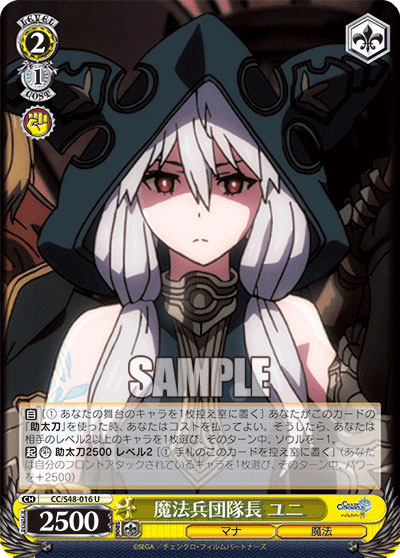 LEVEL
2
1
COST
SAMPLE
自 [① あなたの舞台のキャラを1枚控え室に置く] あなたがこのカードの
「助太刀」を使った時、あなたはコストを払ってよい。そうしたら、あなたは
相手のレベル2以上のキャラを1枚選び、そのターン中、ソウルを－1。
起 助太刀2500 レベル2 [① 手札のこのカードを控え室に置く] (あなたは
自分のフロントアタックされているキャラを1枚選び、そのターン中、パワー
を＋2500)
CH
CC/S48-016 U
POWER
2500
魔法兵団隊長 ユニ
マナ
魔法
©SEGA／チェンクロ・フィルムパートナーズ